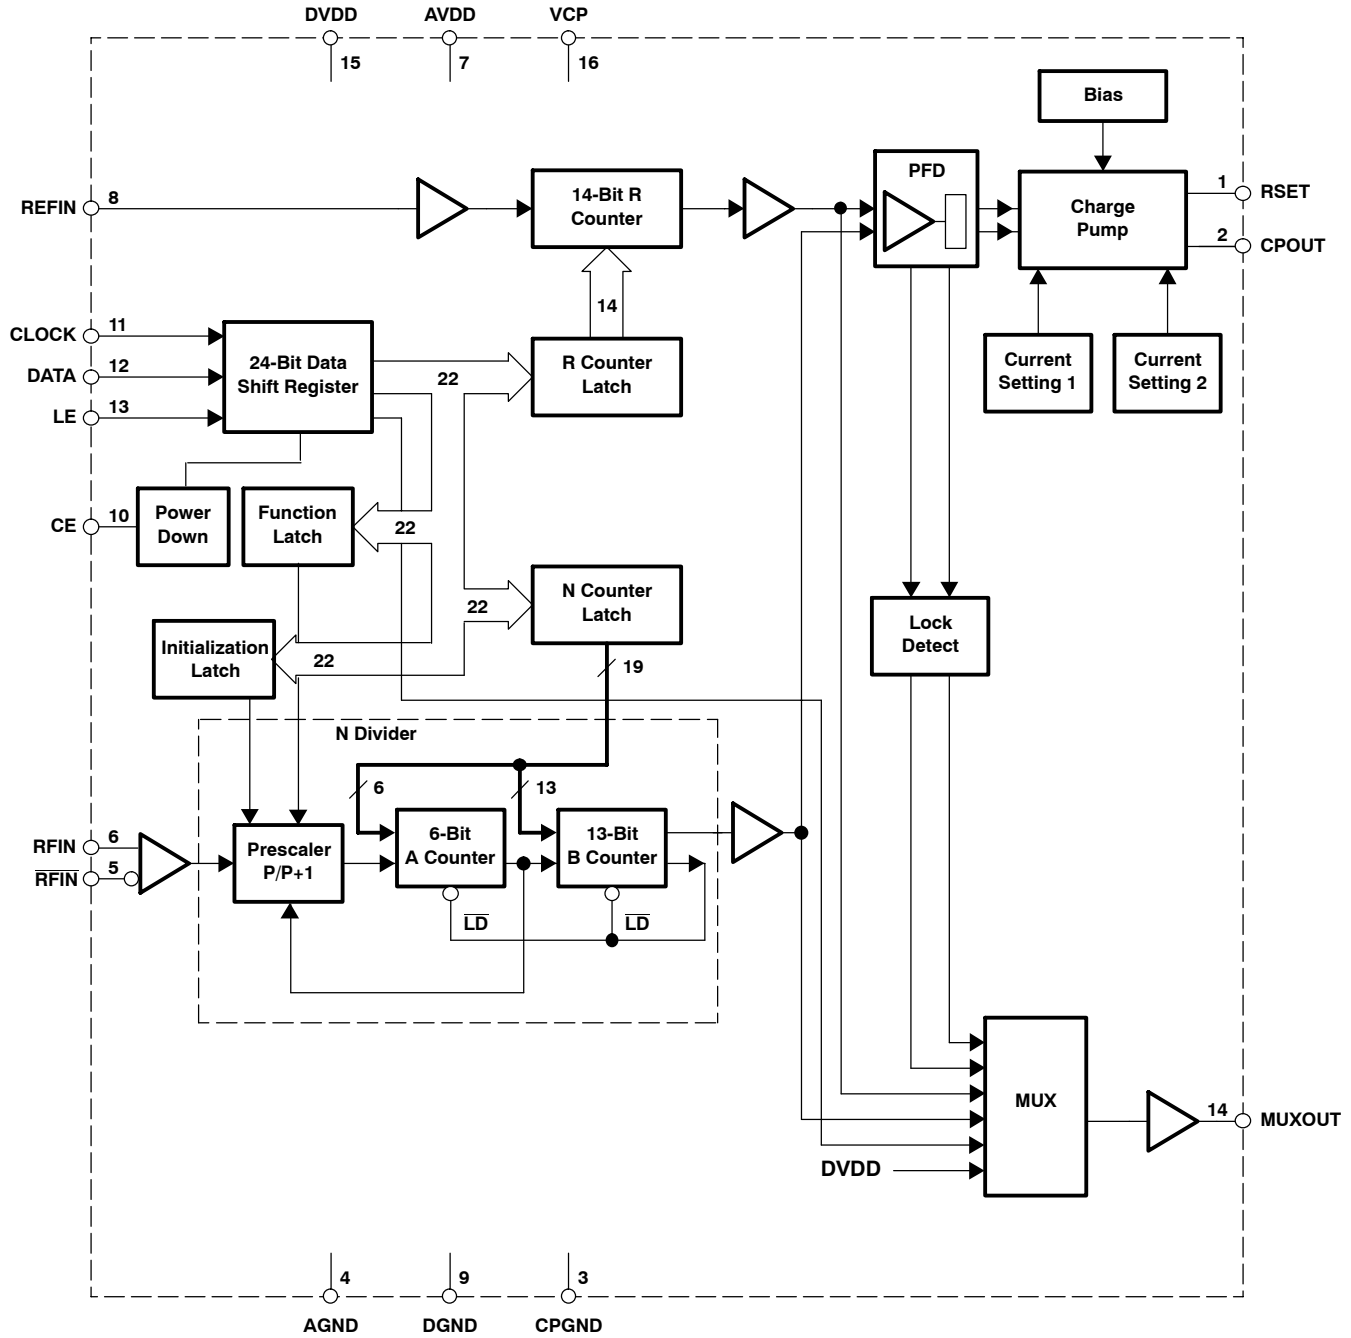 DVDD AVDD VCP
15 7 16
Bias
REFIN 8
14-Bit R
Counter
PFD
Charge
Pump
1 RSET
2 CPOUT
14
CLOCK 11
DATA 12
LE 13
24-Bit Data
Shift Register
22
R Counter
Latch
Current
Setting 1
Current
Setting 2
CE 10
Power
Down
Function
Latch
22
N Counter
Latch
22
Lock
Detect
Initialization
Latch
22
19
N Divider
6 13
RFIN 6
RFIN 5
Prescaler
P/P+1
6-Bit
A Counter
13-Bit
B Counter
LD LD
MUX
14 MUXOUT
DVDD
4 9 3
AGND DGND CPGND